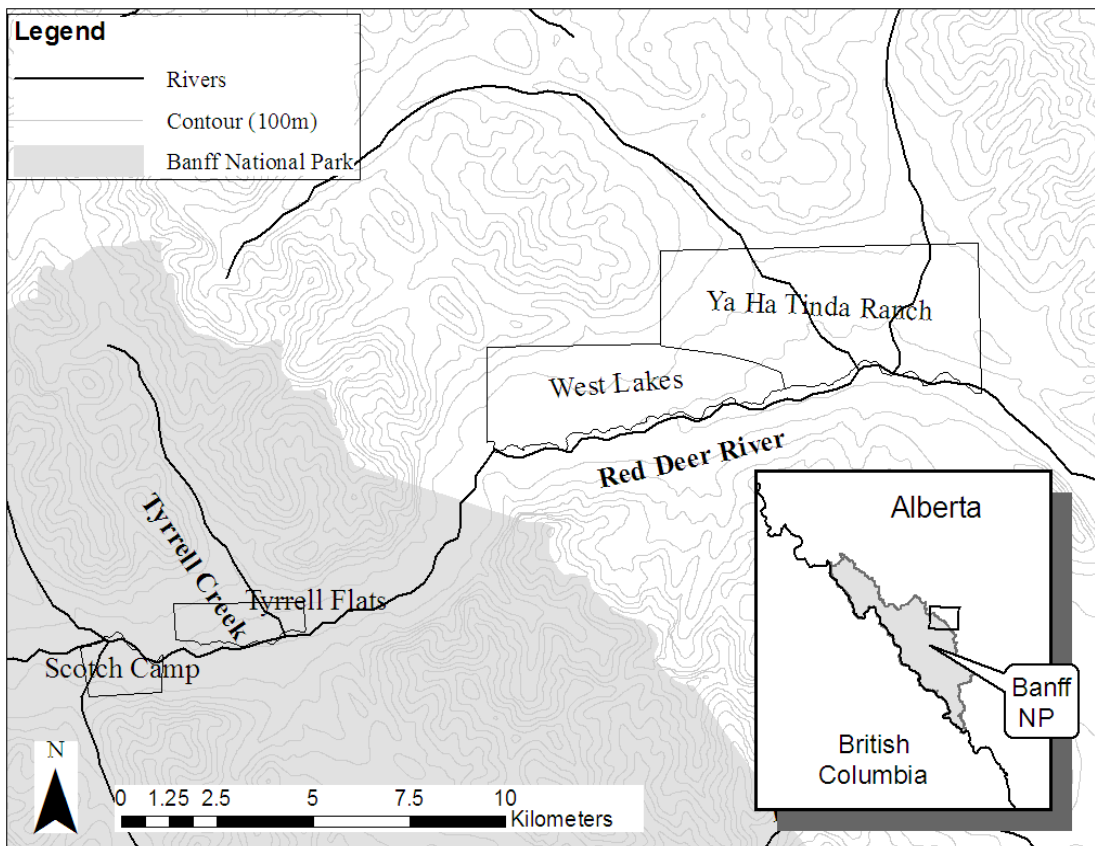 Legend
Rivers
Contour (100m)
Banff National Park
Ya Ha Tinda Ranch
West Lakes
Red Deer River
Tyrrell Creek
Tyrrell Flats
Scotch Camp
N
0 1.25 2.5 5 7.5 10
Kilometers
Alberta
Banff
NP
British
Columbia